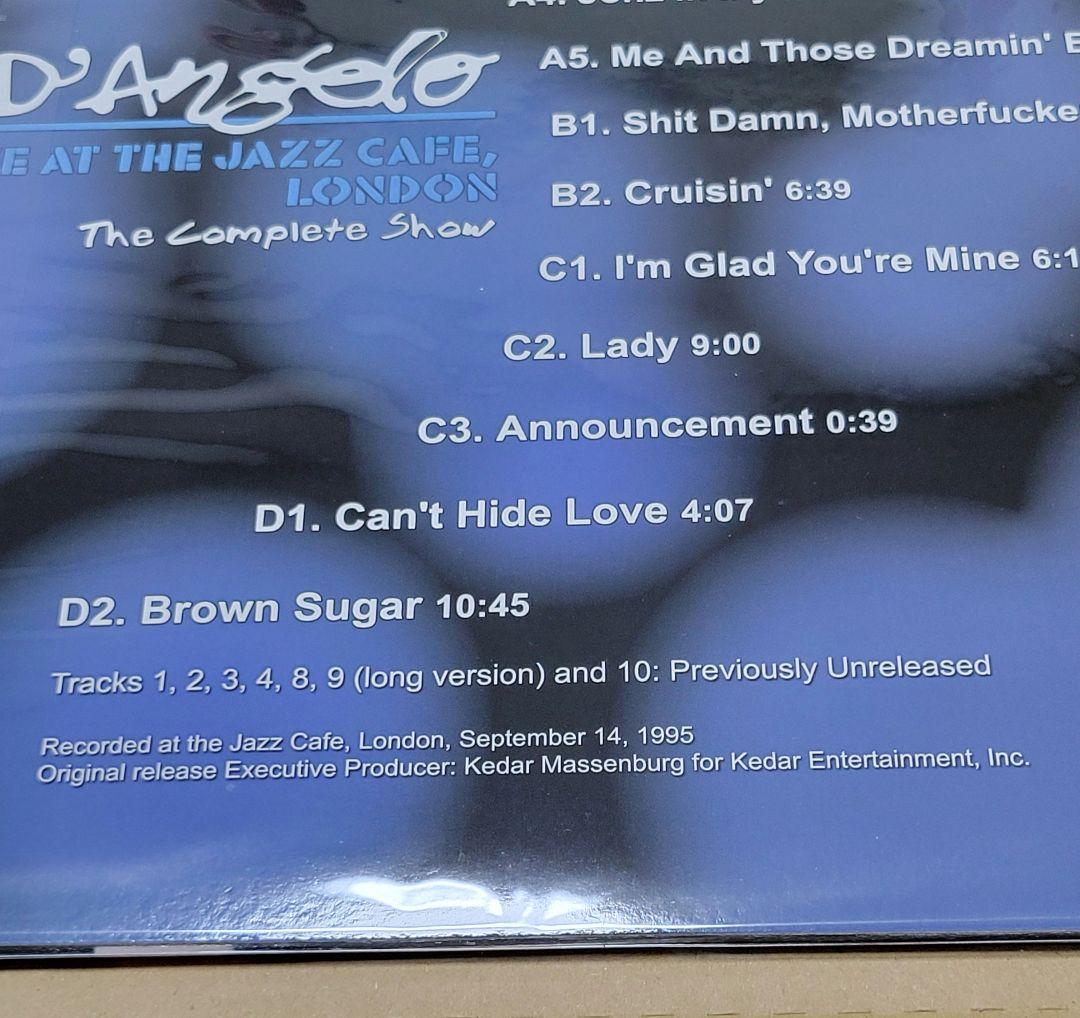 D'Angelo
E AT THE JAZZ CAFE,
LONDON
The Complete Show
A5. Me And Those Dreamin' E
B1. Shit Damn, Motherfucke
B2. Cruisin' 6:39
C1. I'm Glad You're Mine 6:1
C2. Lady 9:00
C3. Announcement 0:39
D1. Can't Hide Love 4:07
D2. Brown Sugar 10:45
Tracks 1, 2, 3, 4, 8, 9 (long version) and 10: Previously Unreleased
Recorded at the Jazz Cafe, London, September 14, 1995
Original release Executive Producer: Kedar Massenburg for Kedar Entertainment, Inc.